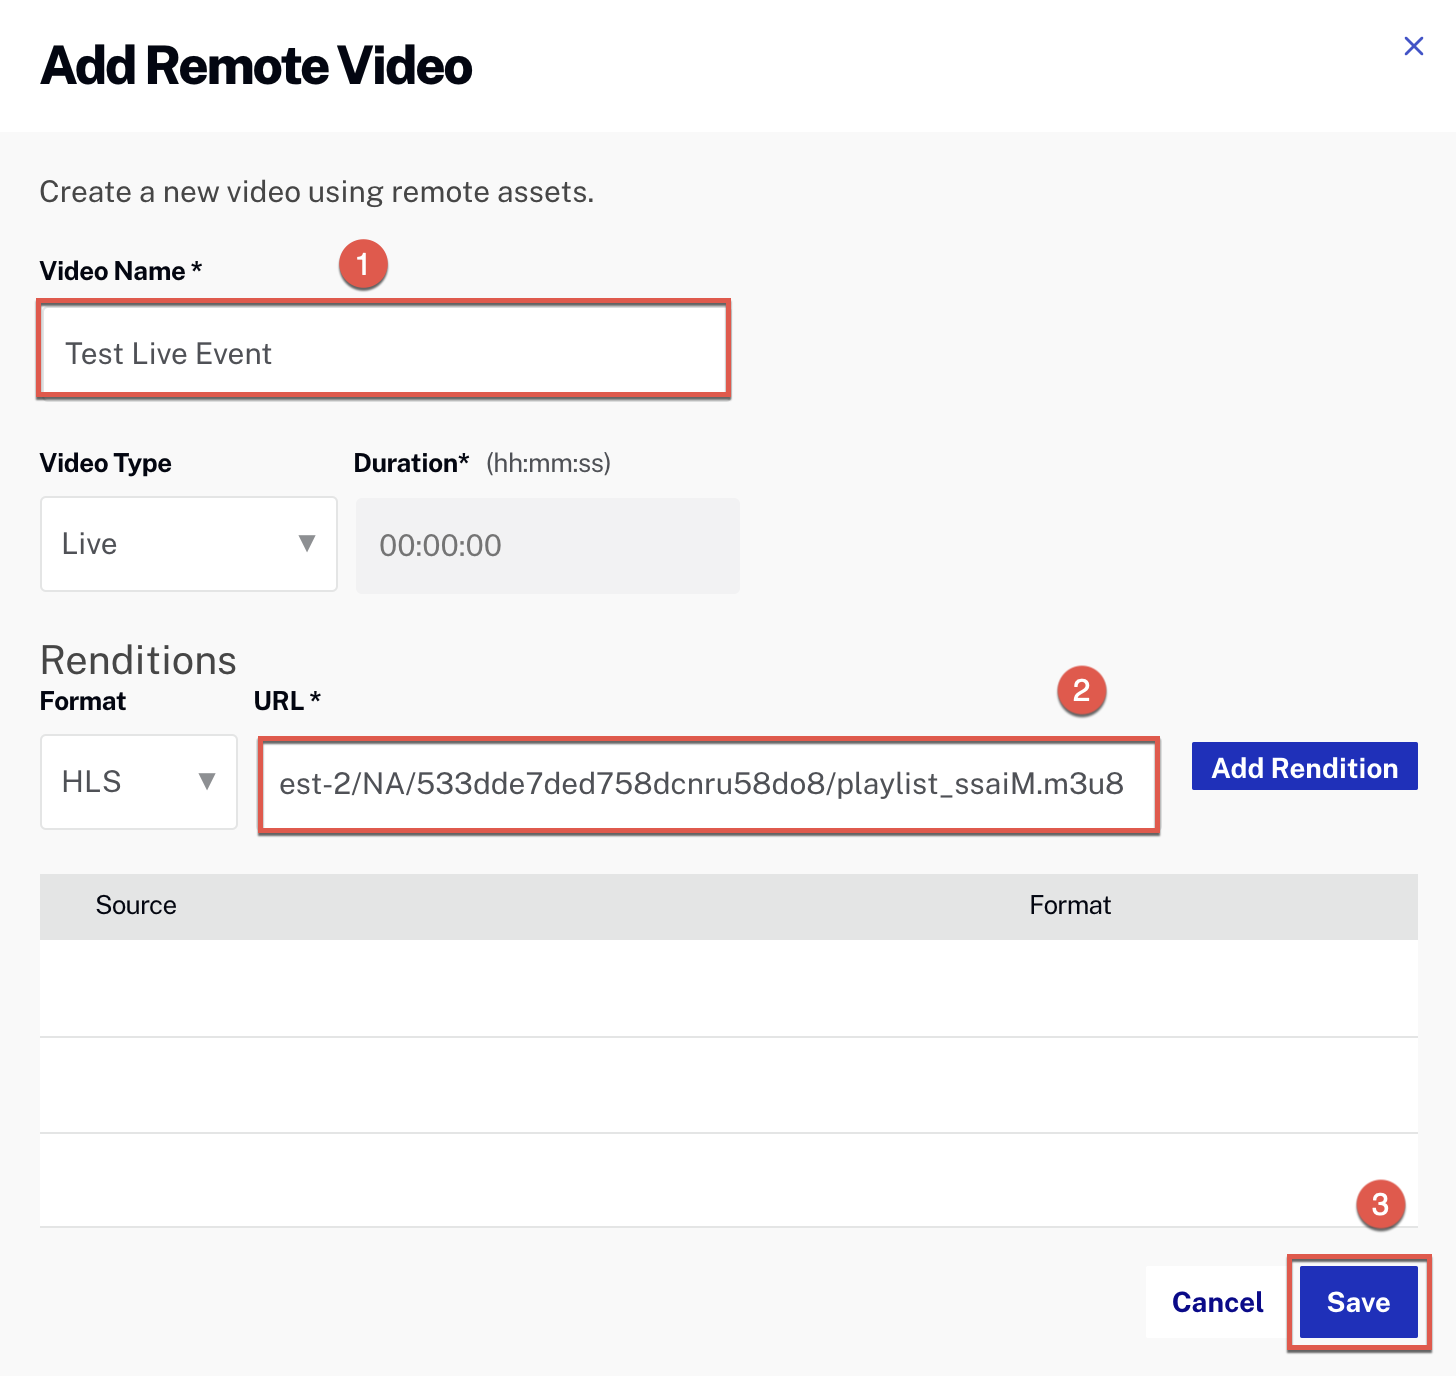 Add Remote Video
Create a new video using remote assets.
Video Name *
1
Test Live Event
Video Type
Duration* (hh:mm:ss)
Live
00:00:00
Renditions
Format
URL *
2
HLS
est-2/NA/533dde7ded758dcnru58do8/playlist_ssaiM.m3u8
Add Rendition
Source
Format
3
Cancel
Save